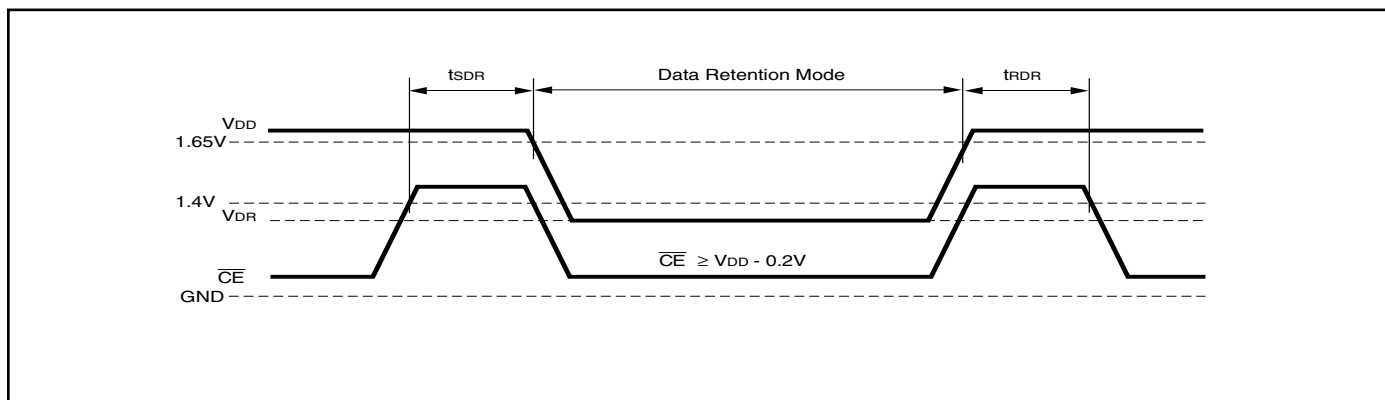 tSDR Data Retention Mode tRDR
VDD
1.65V
1.4V
VDR
CE ≥ VDD - 0.2V
CE
GND